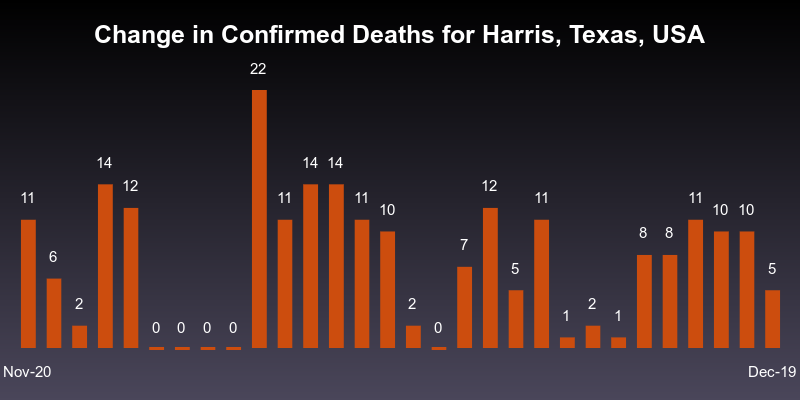 Change in Confirmed Deaths for Harris, Texas, USA
11 6 2 14 12 0 0 0 0 22 11 14 14 11 10 2 0 7 12 5 11 1 2 1 8 8 11 10 10 5
Nov-20 Dec-19